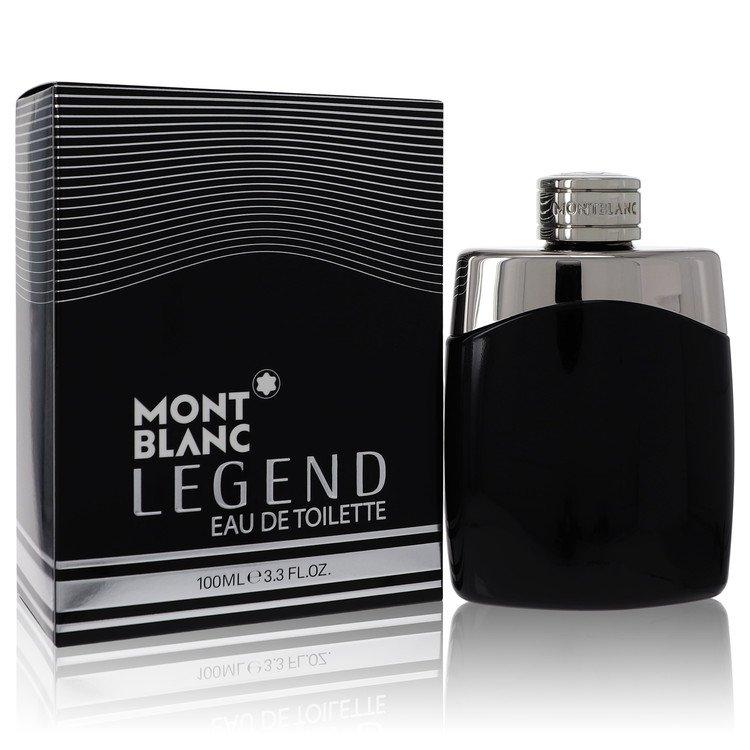 MONT
BLANC
LEGEND
EAU DE TOILETTE
100ML ℮ 3.3 FL.OZ.
MONTBLANC